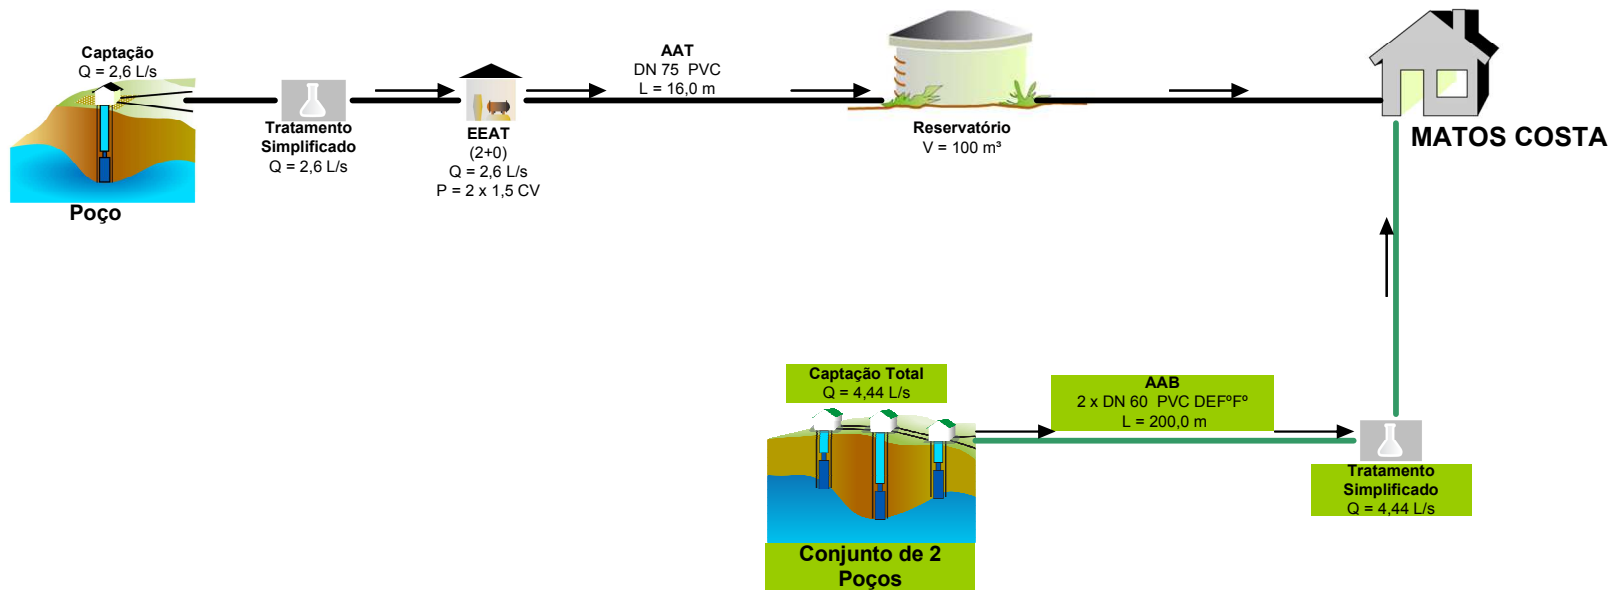 Captação
Q = 2,6 L/s
Poço
Tratamento
Simplificado
Q = 2,6 L/s
EEAT
(2+0)
Q = 2,6 L/s
P = 2 x 1,5 CV
AAT
DN 75 PVC
L = 16,0 m
Reservatório
V = 100 m³
MATOS COSTA
Captação Total
Q = 4,44 L/s
Conjunto de 2
Poços
AAB
2 x DN 60 PVC DEFºFº
L = 200,0 m
Tratamento
Simplificado
Q = 4,44 L/s